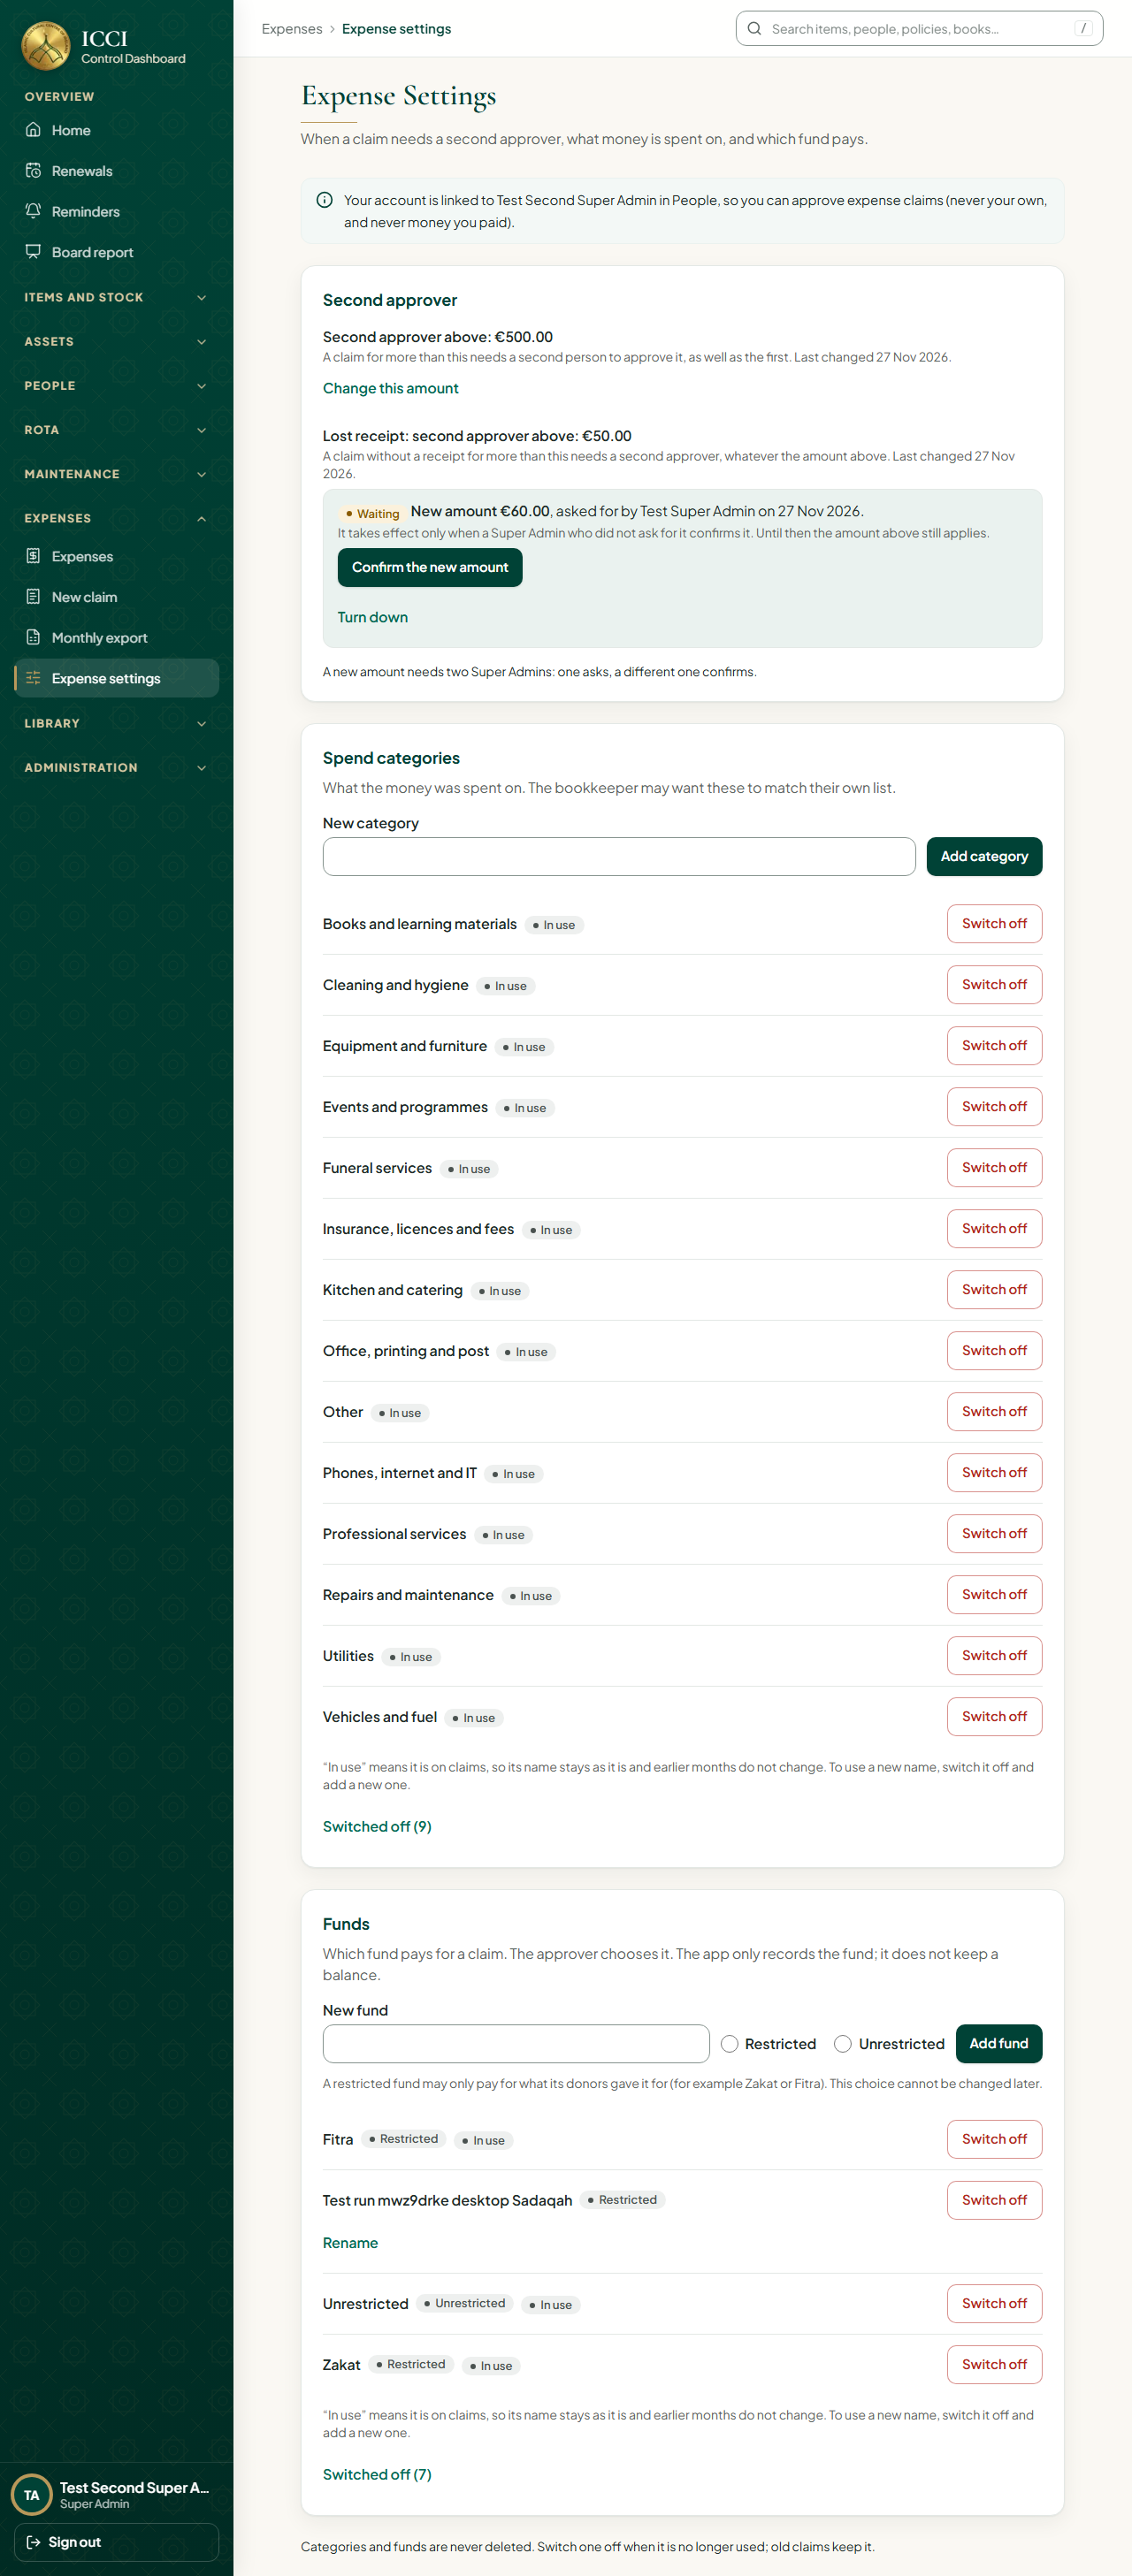 ICCI
Control Dashboard
OVERVIEW
Home
Renewals
Reminders
Board report
ITEMS AND STOCK
ASSETS
PEOPLE
ROTA
MAINTENANCE
EXPENSES
Expenses
New claim
Monthly export
Expense settings
LIBRARY
ADMINISTRATION
TA
Test Second Super A...
Super Admin
Sign out
Expenses > Expense settings
Search items, people, policies, books... /
Expense Settings
When a claim needs a second approver, what money is spent on, and which fund pays.
Your account is linked to Test Second Super Admin in People, so you can approve expense claims (never your own,
and never money you paid).
Second approver
Second approver above: €500.00
A claim for more than this needs a second person to approve it, as well as the first. Last changed 27 Nov 2026.
Change this amount
Lost receipt: second approver above: €50.00
A claim without a receipt for more than this needs a second approver, whatever the amount above. Last changed 27 Nov
2026.
Waiting New amount €60.00, asked for by Test Super Admin on 27 Nov 2026.
It takes effect only when a Super Admin who did not ask for it confirms it. Until then the amount above still applies.
Confirm the new amount
Turn down
A new amount needs two Super Admins: one asks, a different one confirms.
Spend categories
What the money was spent on. The bookkeeper may want these to match their own list.
New category
Add category
Books and learning materials In use Switch off
Cleaning and hygiene In use Switch off
Equipment and furniture In use Switch off
Events and programmes In use Switch off
Funeral services In use Switch off
Insurance, licences and fees In use Switch off
Kitchen and catering In use Switch off
Office, printing and post In use Switch off
Other In use Switch off
Phones, internet and IT In use Switch off
Professional services In use Switch off
Repairs and maintenance In use Switch off
Utilities In use Switch off
Vehicles and fuel In use Switch off
“In use” means it is on claims, so its name stays as it is and earlier months do not change. To use a new name, switch it off and
add a new one.
Switched off (9)
Funds
Which fund pays for a claim. The approver chooses it. The app only records the fund; it does not keep a
balance.
New fund
Restricted Unrestricted Add fund
A restricted fund may only pay for what its donors gave it for (for example Zakat or Fitra). This choice cannot be changed later.
Fitra Restricted In use Switch off
Test run mwz9drke desktop Sadaqah Restricted Switch off
Rename
Unrestricted Unrestricted In use Switch off
Zakat Restricted In use Switch off
“In use” means it is on claims, so its name stays as it is and earlier months do not change. To use a new name, switch it off and
add a new one.
Switched off (7)
Categories and funds are never deleted. Switch one off when it is no longer used; old claims keep it.